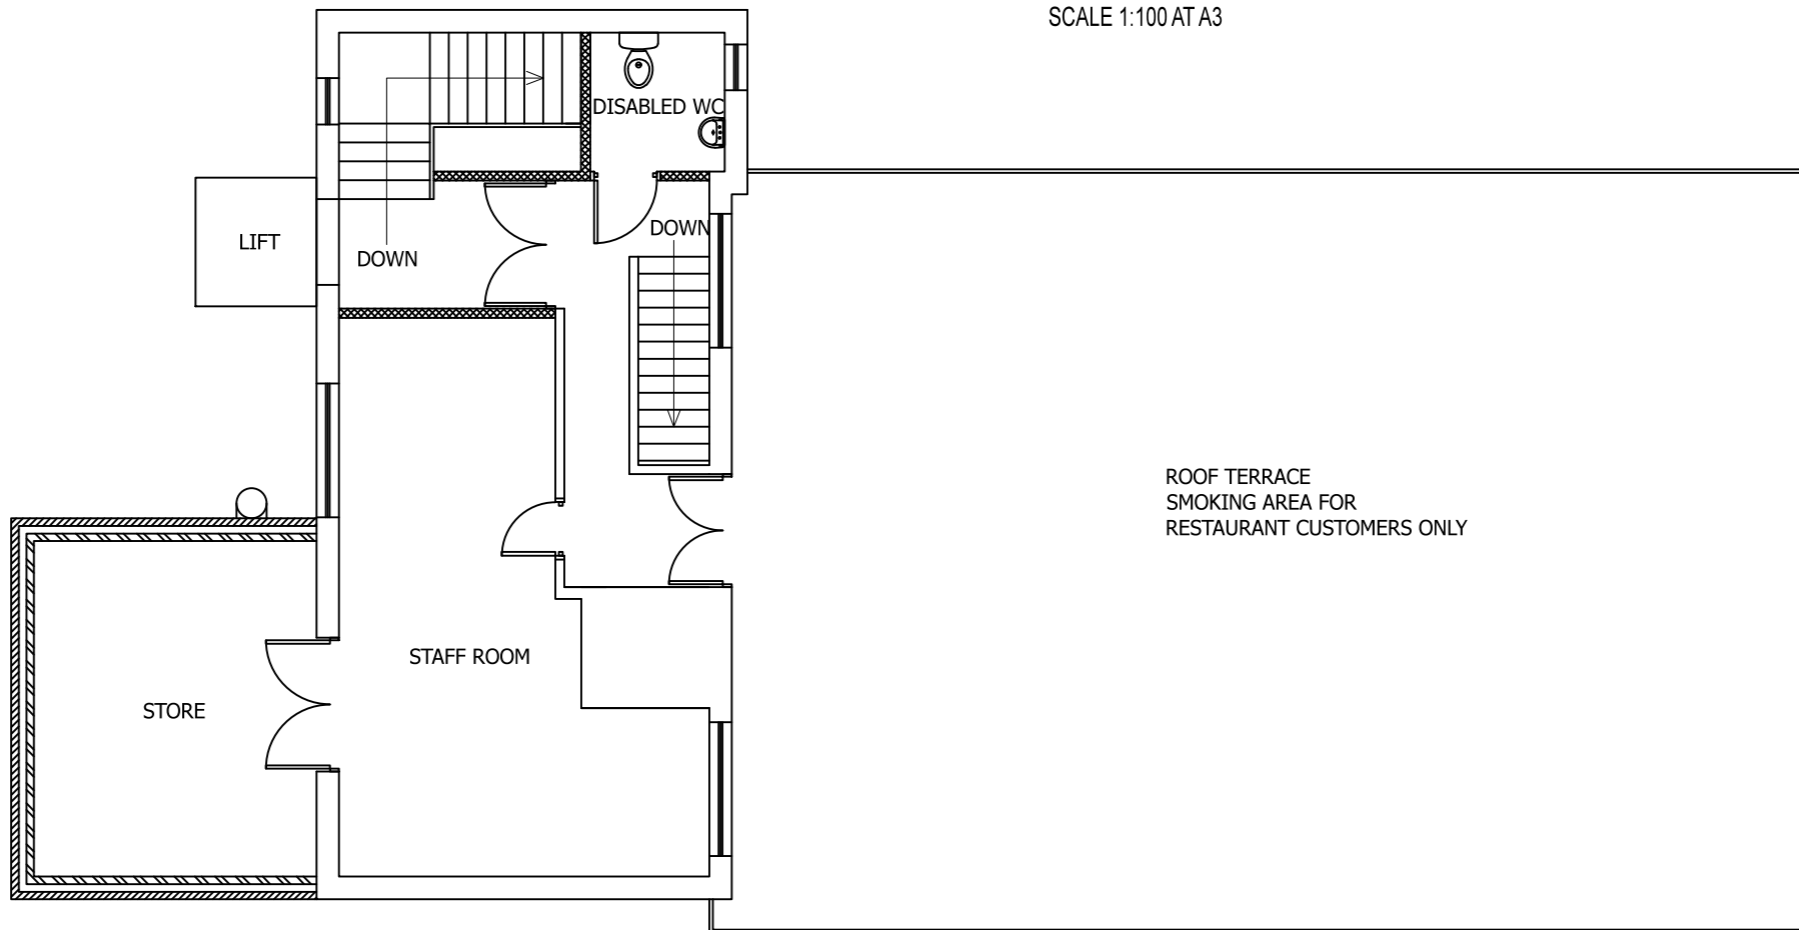 SCALE 1:100 AT A3
DISABLED WC
DOWN
LIFT
DOWN
ROOF TERRACE
SMOKING AREA FOR
RESTAURANT CUSTOMERS ONLY
STAFF ROOM
STORE